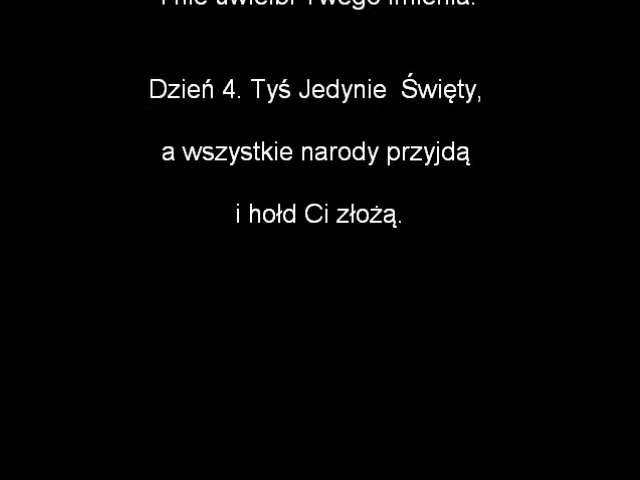 i nie uwielbi Twego imienia.
Dzień 4. Tyś Jedynie Święty,
a wszystkie narody przyjdą
i hołd Ci złożą.